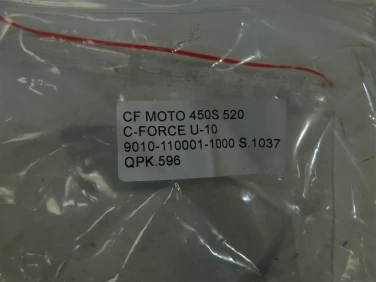 CF MOTO 450S 520
C-FORCE U-10
9010-110001-1000 S.1037
QPK.596